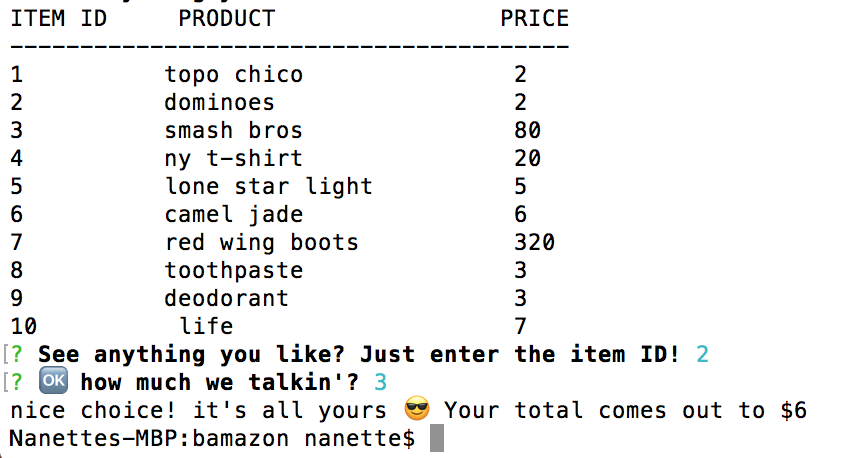 ITEM ID     PRODUCT                PRICE
----------------------------------------
1          topo chico               2
2          dominoes                 2
3          smash bros               80
4          ny t-shirt               20
5          lone star light          5
6          camel jade               6
7          red wing boots           320
8          toothpaste               3
9          deodorant                3
10          life                    7
[? See anything you like? Just enter the item ID! 2
[? 🆗 how much we talkin'? 3
nice choice! it's all yours 😎 Your total comes out to $6
Nanettes-MBP:bamazon nanette$